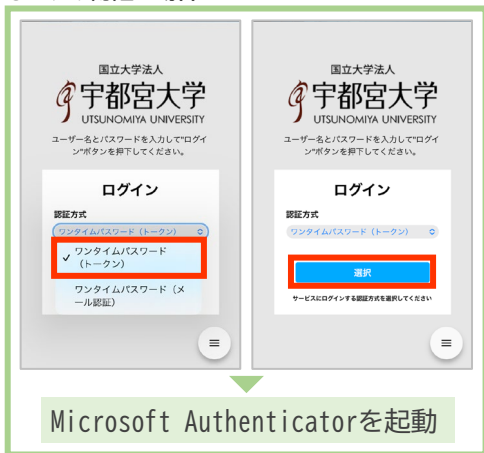 国立大学法人
宇都宮大学
UTSUNOMIYA UNIVERSITY
ユーザー名とパスワードを入力して"ログイ
ン"ボタンを押下してください。
ログイン
認証方式
ワンタイムパスワード（トークン）
✓ ワンタイムパスワード
（トークン）
ワンタイムパスワード（メ
ール認証）
国立大学法人
宇都宮大学
UTSUNOMIYA UNIVERSITY
ユーザー名とパスワードを入力して"ログイ
ン"ボタンを押下してください。
ログイン
認証方式
ワンタイムパスワード（トークン）
選択
サービスにログインする認証方式を選択してください
Microsoft Authenticatorを起動